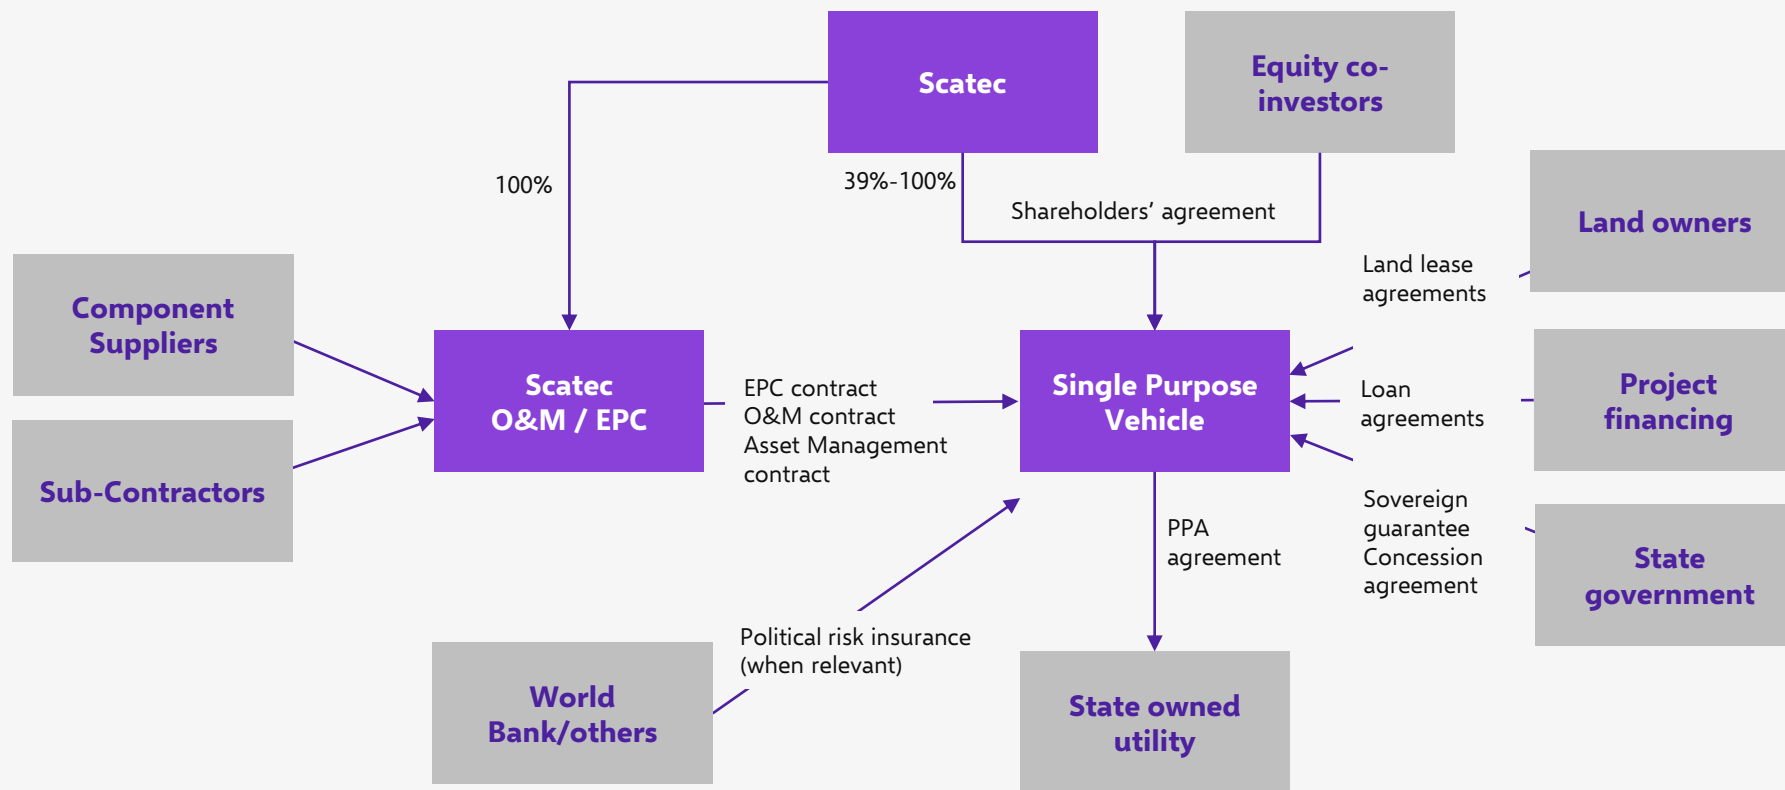 Scatec
Equity co-
investors
100%
39%-100%
Shareholders’ agreement
Land owners
Land lease
agreements
Component
Suppliers
Scatec
O&M / EPC
EPC contract
O&M contract
Asset Management
contract
Single Purpose
Vehicle
Loan
agreements
Project
financing
Sub-Contractors
PPA
agreement
Sovereign
guarantee
Concession
agreement
State
government
Political risk insurance
(when relevant)
World
Bank/others
State owned
utility